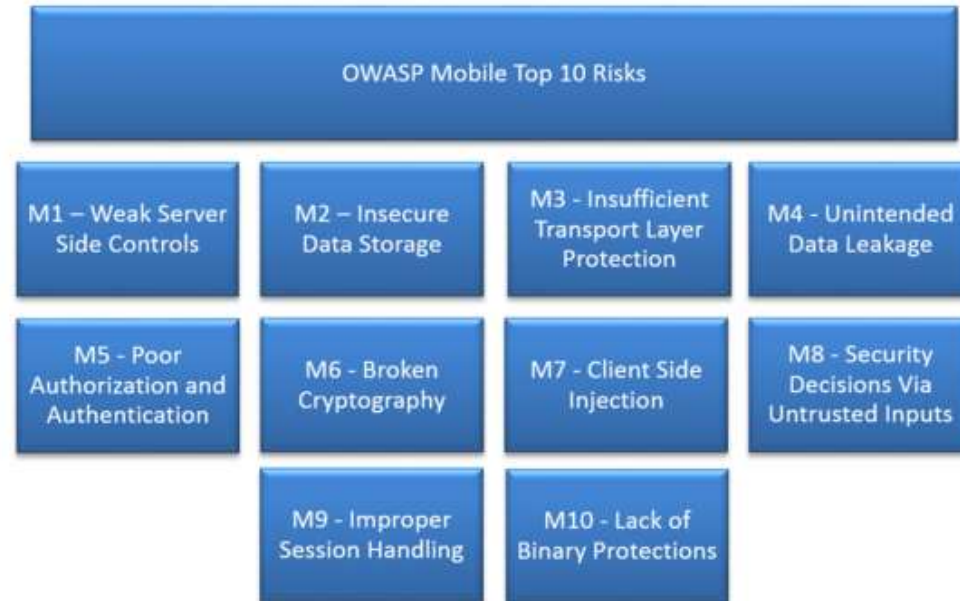 OWASP Mobile Top 10 Risks
M1 – Weak Server
Side Controls
M2 – Insecure
Data Storage
M3 - Insufficient
Transport Layer
Protection
M4 - Unintended
Data Leakage
M5 - Poor
Authorization and
Authentication
M6 - Broken
Cryptography
M7 - Client Side
Injection
M8 - Security
Decisions Via
Untrusted Inputs
M9 - Improper
Session Handling
M10 - Lack of
Binary Protections